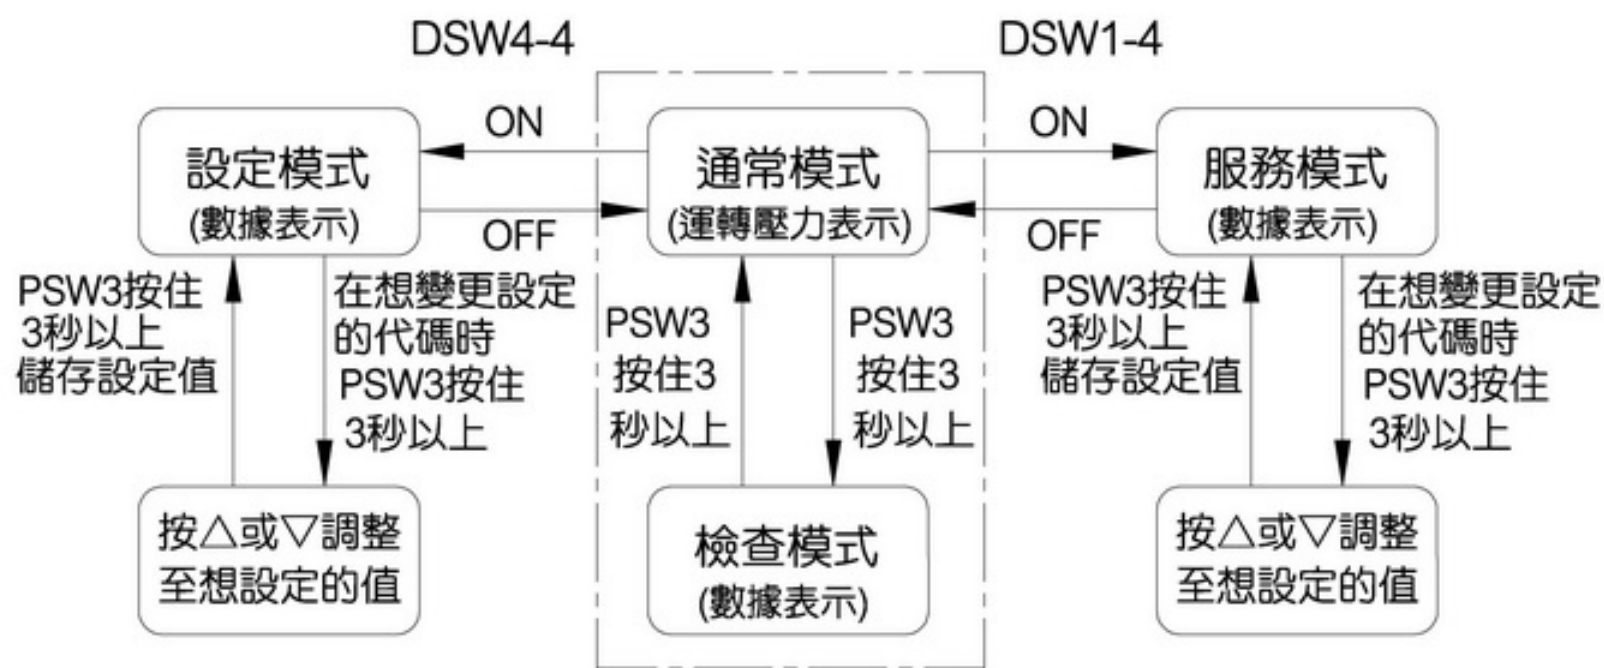 DSW4-4
DSW1-4
ON
ON
設定模式
(數據表示)
通常模式
(運轉壓力表示)
服務模式
(數據表示)
OFF
OFF
PSW3按住
3秒以上
儲存設定值
在想變更設定
的代碼時
PSW3按住
3秒以上
PSW3
按住3
秒以上
PSW3
按住3
秒以上
PSW3按住
3秒以上
儲存設定值
在想變更設定
的代碼時
PSW3按住
3秒以上
按△或▽調整
至想設定的值
檢查模式
(數據表示)
按△或▽調整
至想設定的值